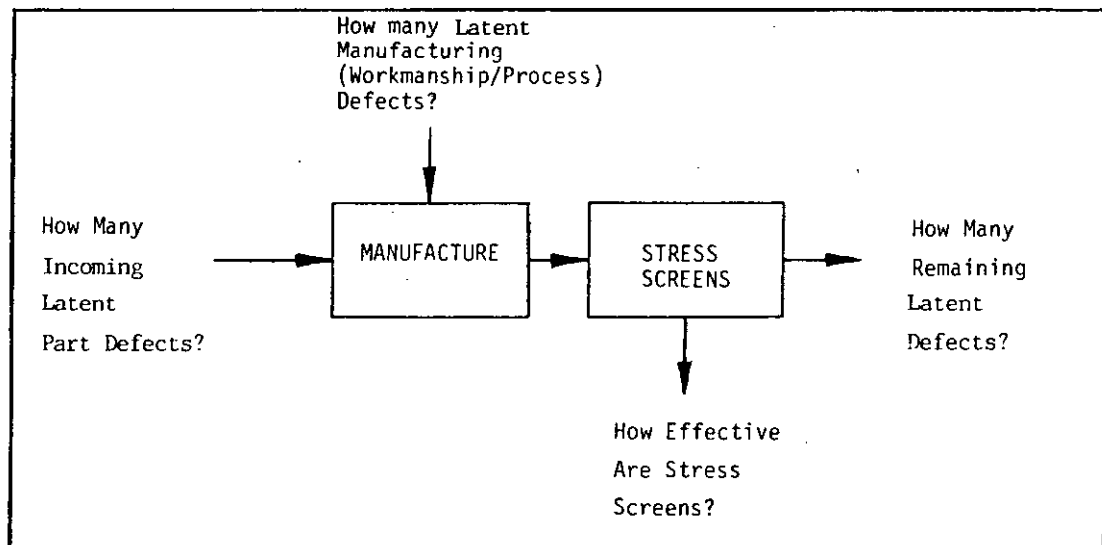 How many Latent
Manufacturing
(Workmanship/Process)
Defects?
How Many
Incoming
Latent
Part Defects?
MANUFACTURE
STRESS
SCREENS
How Many
Remaining
Latent
Defects?
How Effective
Are Stress
Screens?